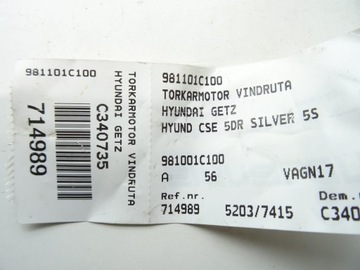 981101C100
TORKARMOTOR VINDRUTA
HYUNDAI GETZ
C340735
714989
981101C100
TORKARMOTOR VINDRUTA
HYUNDAI GETZ
HYUND CSE 5DR SILVER 5S
981001C100
A 56 VAGN17
Ref.nr. Dem.
714989 5203/7415 C340